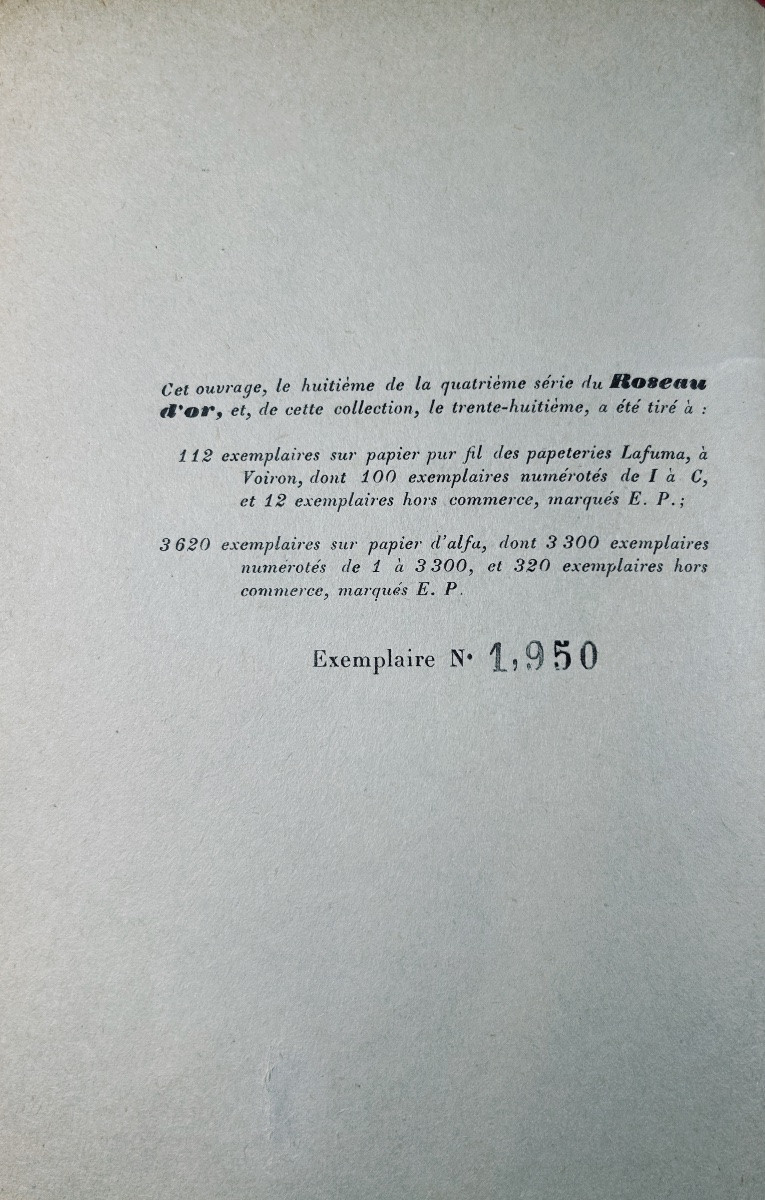 Cet ouvrage, le huitième de la quatrième série du Roseau
d'or, et, de cette collection, le trente-huitième, a été tiré à :
112 exemplaires sur papier pur fil des papeteries Lafuma, à
Voiron, dont 100 exemplaires numérotés de I à C,
et 12 exemplaires hors commerce, marqués E. P.;
3 620 exemplaires sur papier d'alfa, dont 3 300 exemplaires
numérotés de 1 à 3 300, et 320 exemplaires hors
commerce, marqués E. P.
Exemplaire N• 1,950